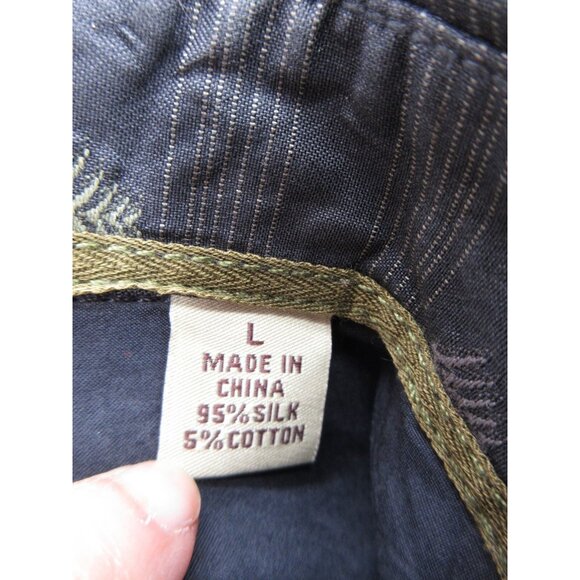 L
MADE IN
CHINA
95% SILK
5% COTTON